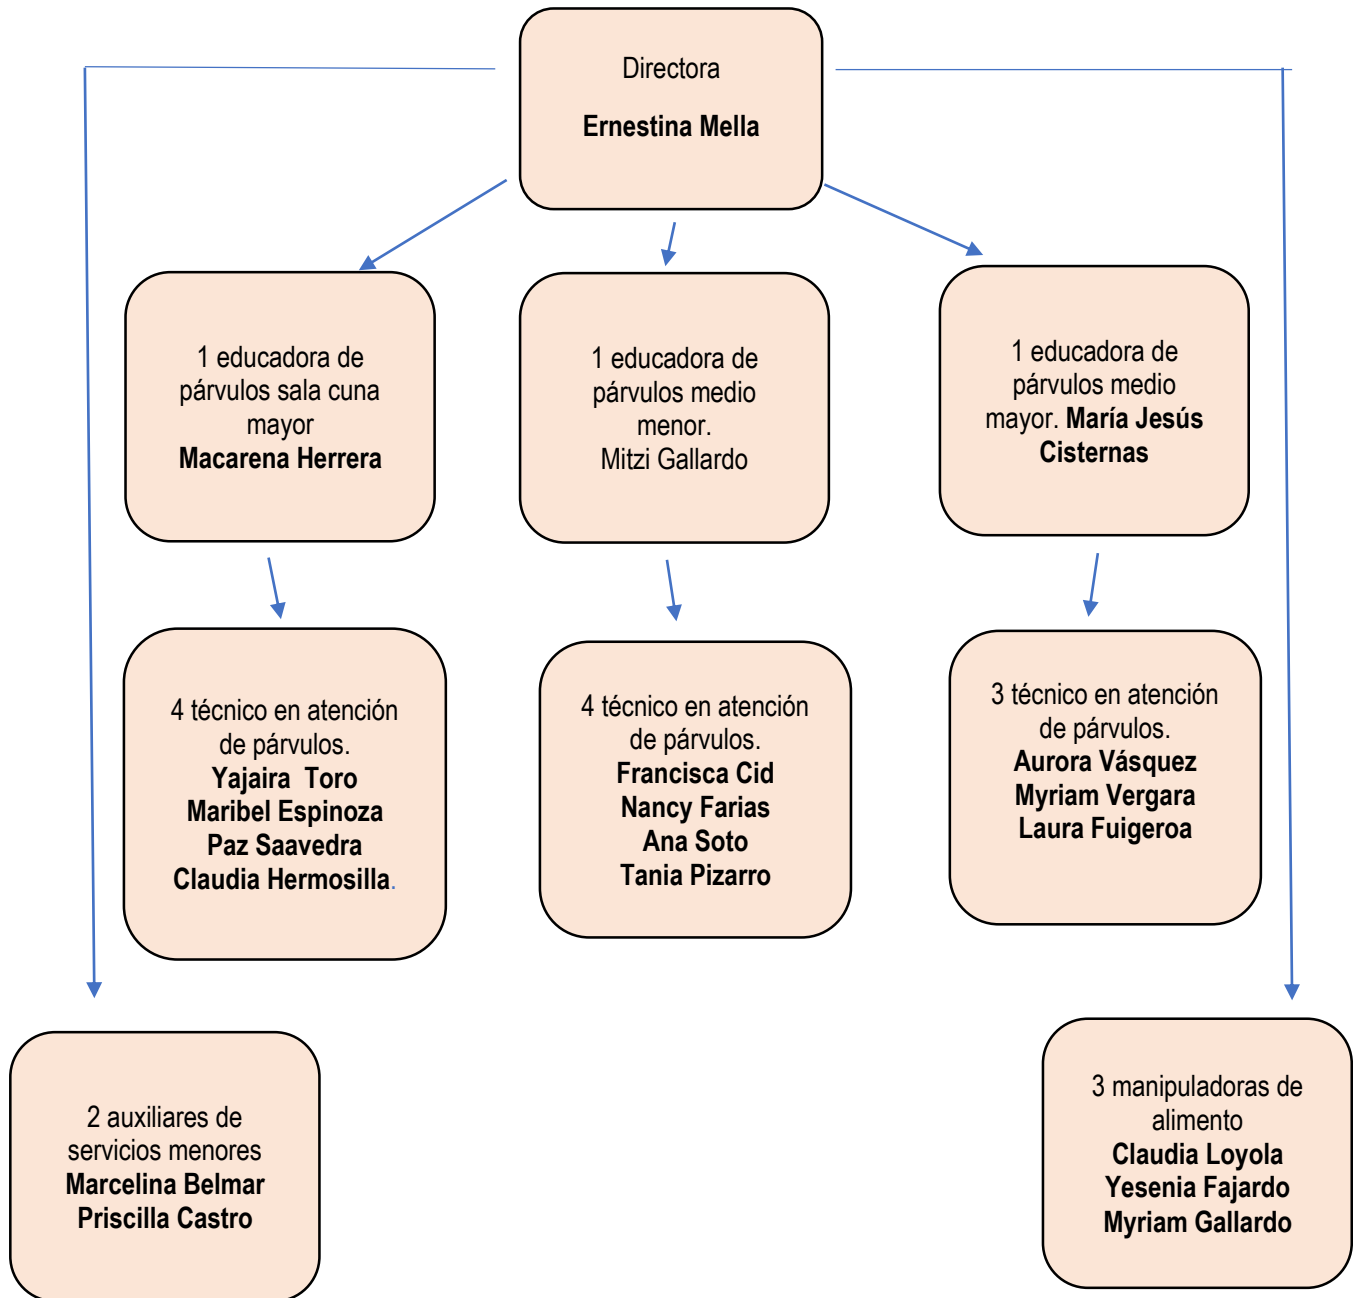 Directora
Ernestina Mella
1 educadora de
párvulos sala cuna
mayor
Macarena Herrera
1 educadora de
párvulos medio
menor.
Mitzi Gallardo
1 educadora de
párvulos medio
mayor. María Jesús
Cisternas
4 técnico en atención
de párvulos.
Yajaira  Toro
Maribel Espinoza
Paz Saavedra
Claudia Hermosilla.
4 técnico en atención
de párvulos.
Francisca Cid
Nancy Farias
Ana Soto
Tania Pizarro
3 técnico en atención
de párvulos.
Aurora Vásquez
Myriam Vergara
Laura Fuigeroa
2 auxiliares de
servicios menores
Marcelina Belmar
Priscilla Castro
3 manipuladoras de
alimento
Claudia Loyola
Yesenia Fajardo
Myriam Gallardo